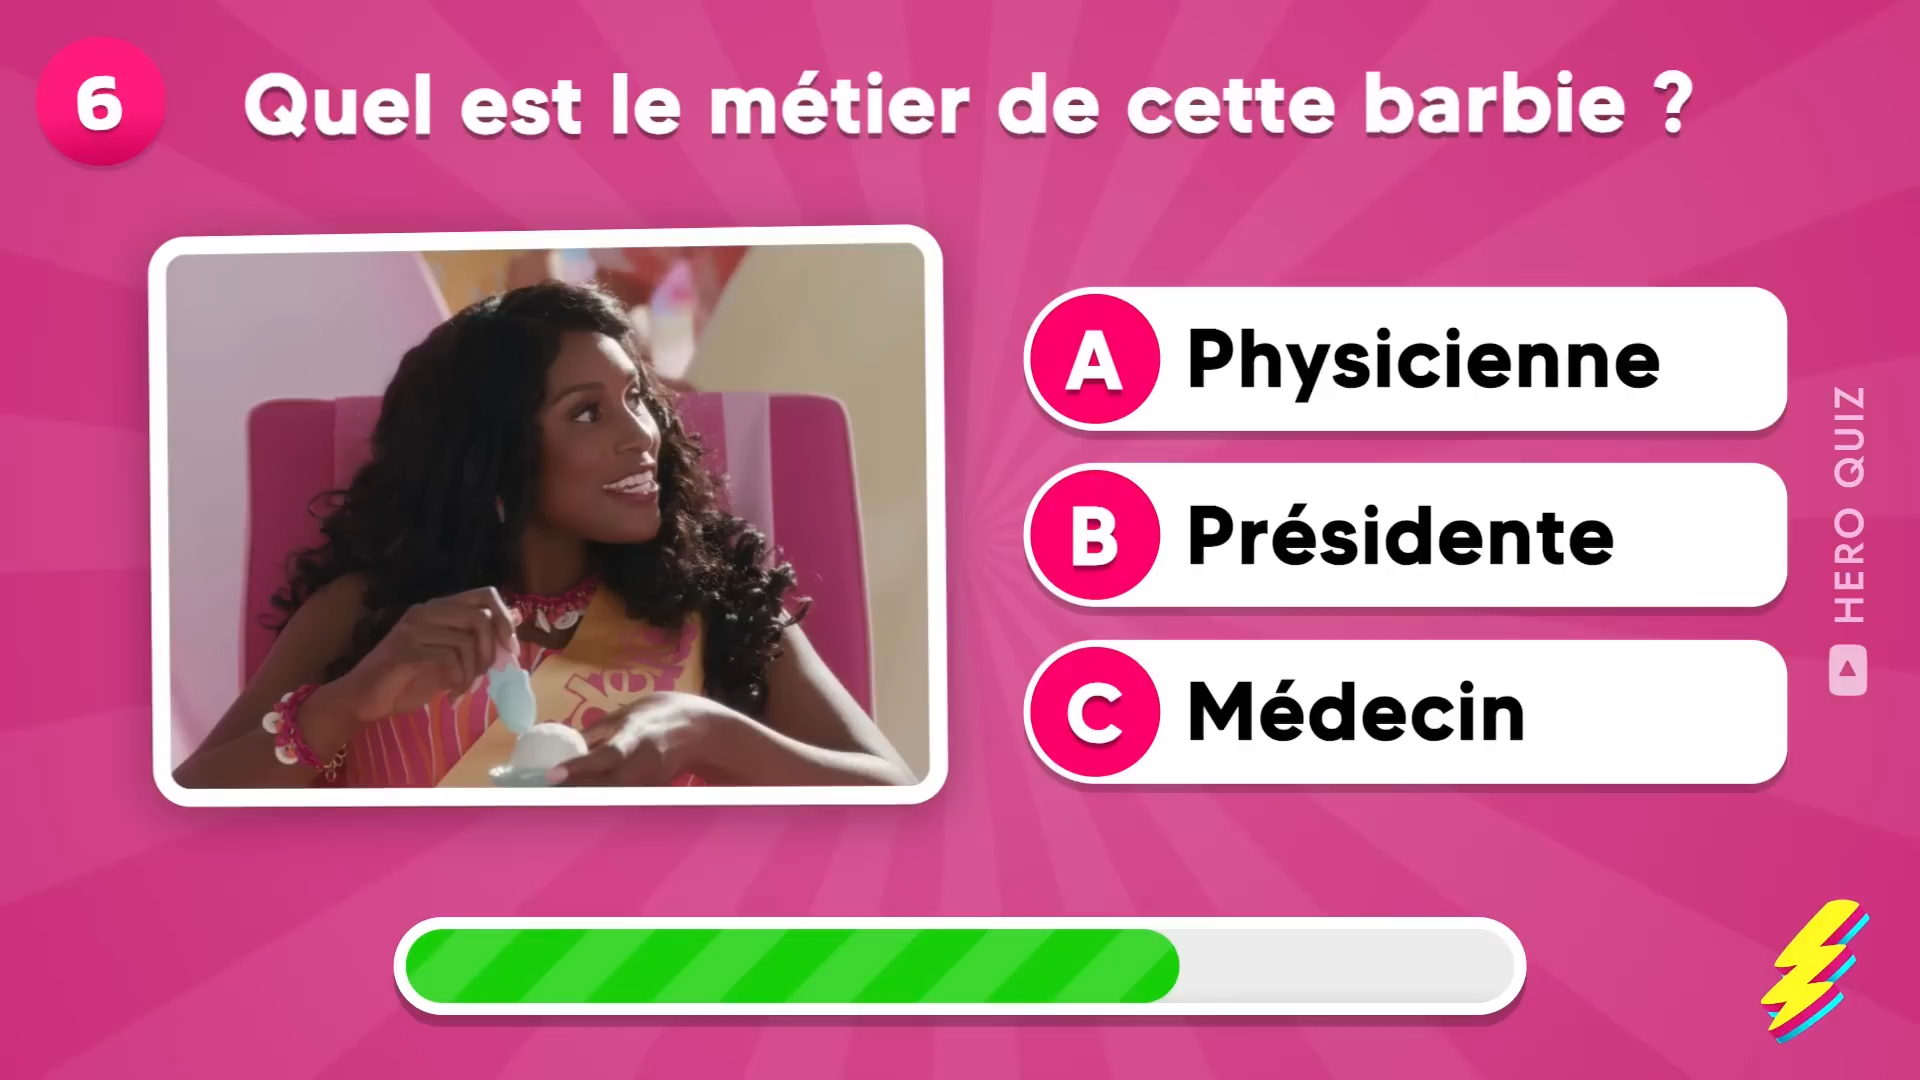 6
Quel est le métier de cette barbie ?
A
Physicienne
B
Présidente
C
Médecin
HERO QUIZ